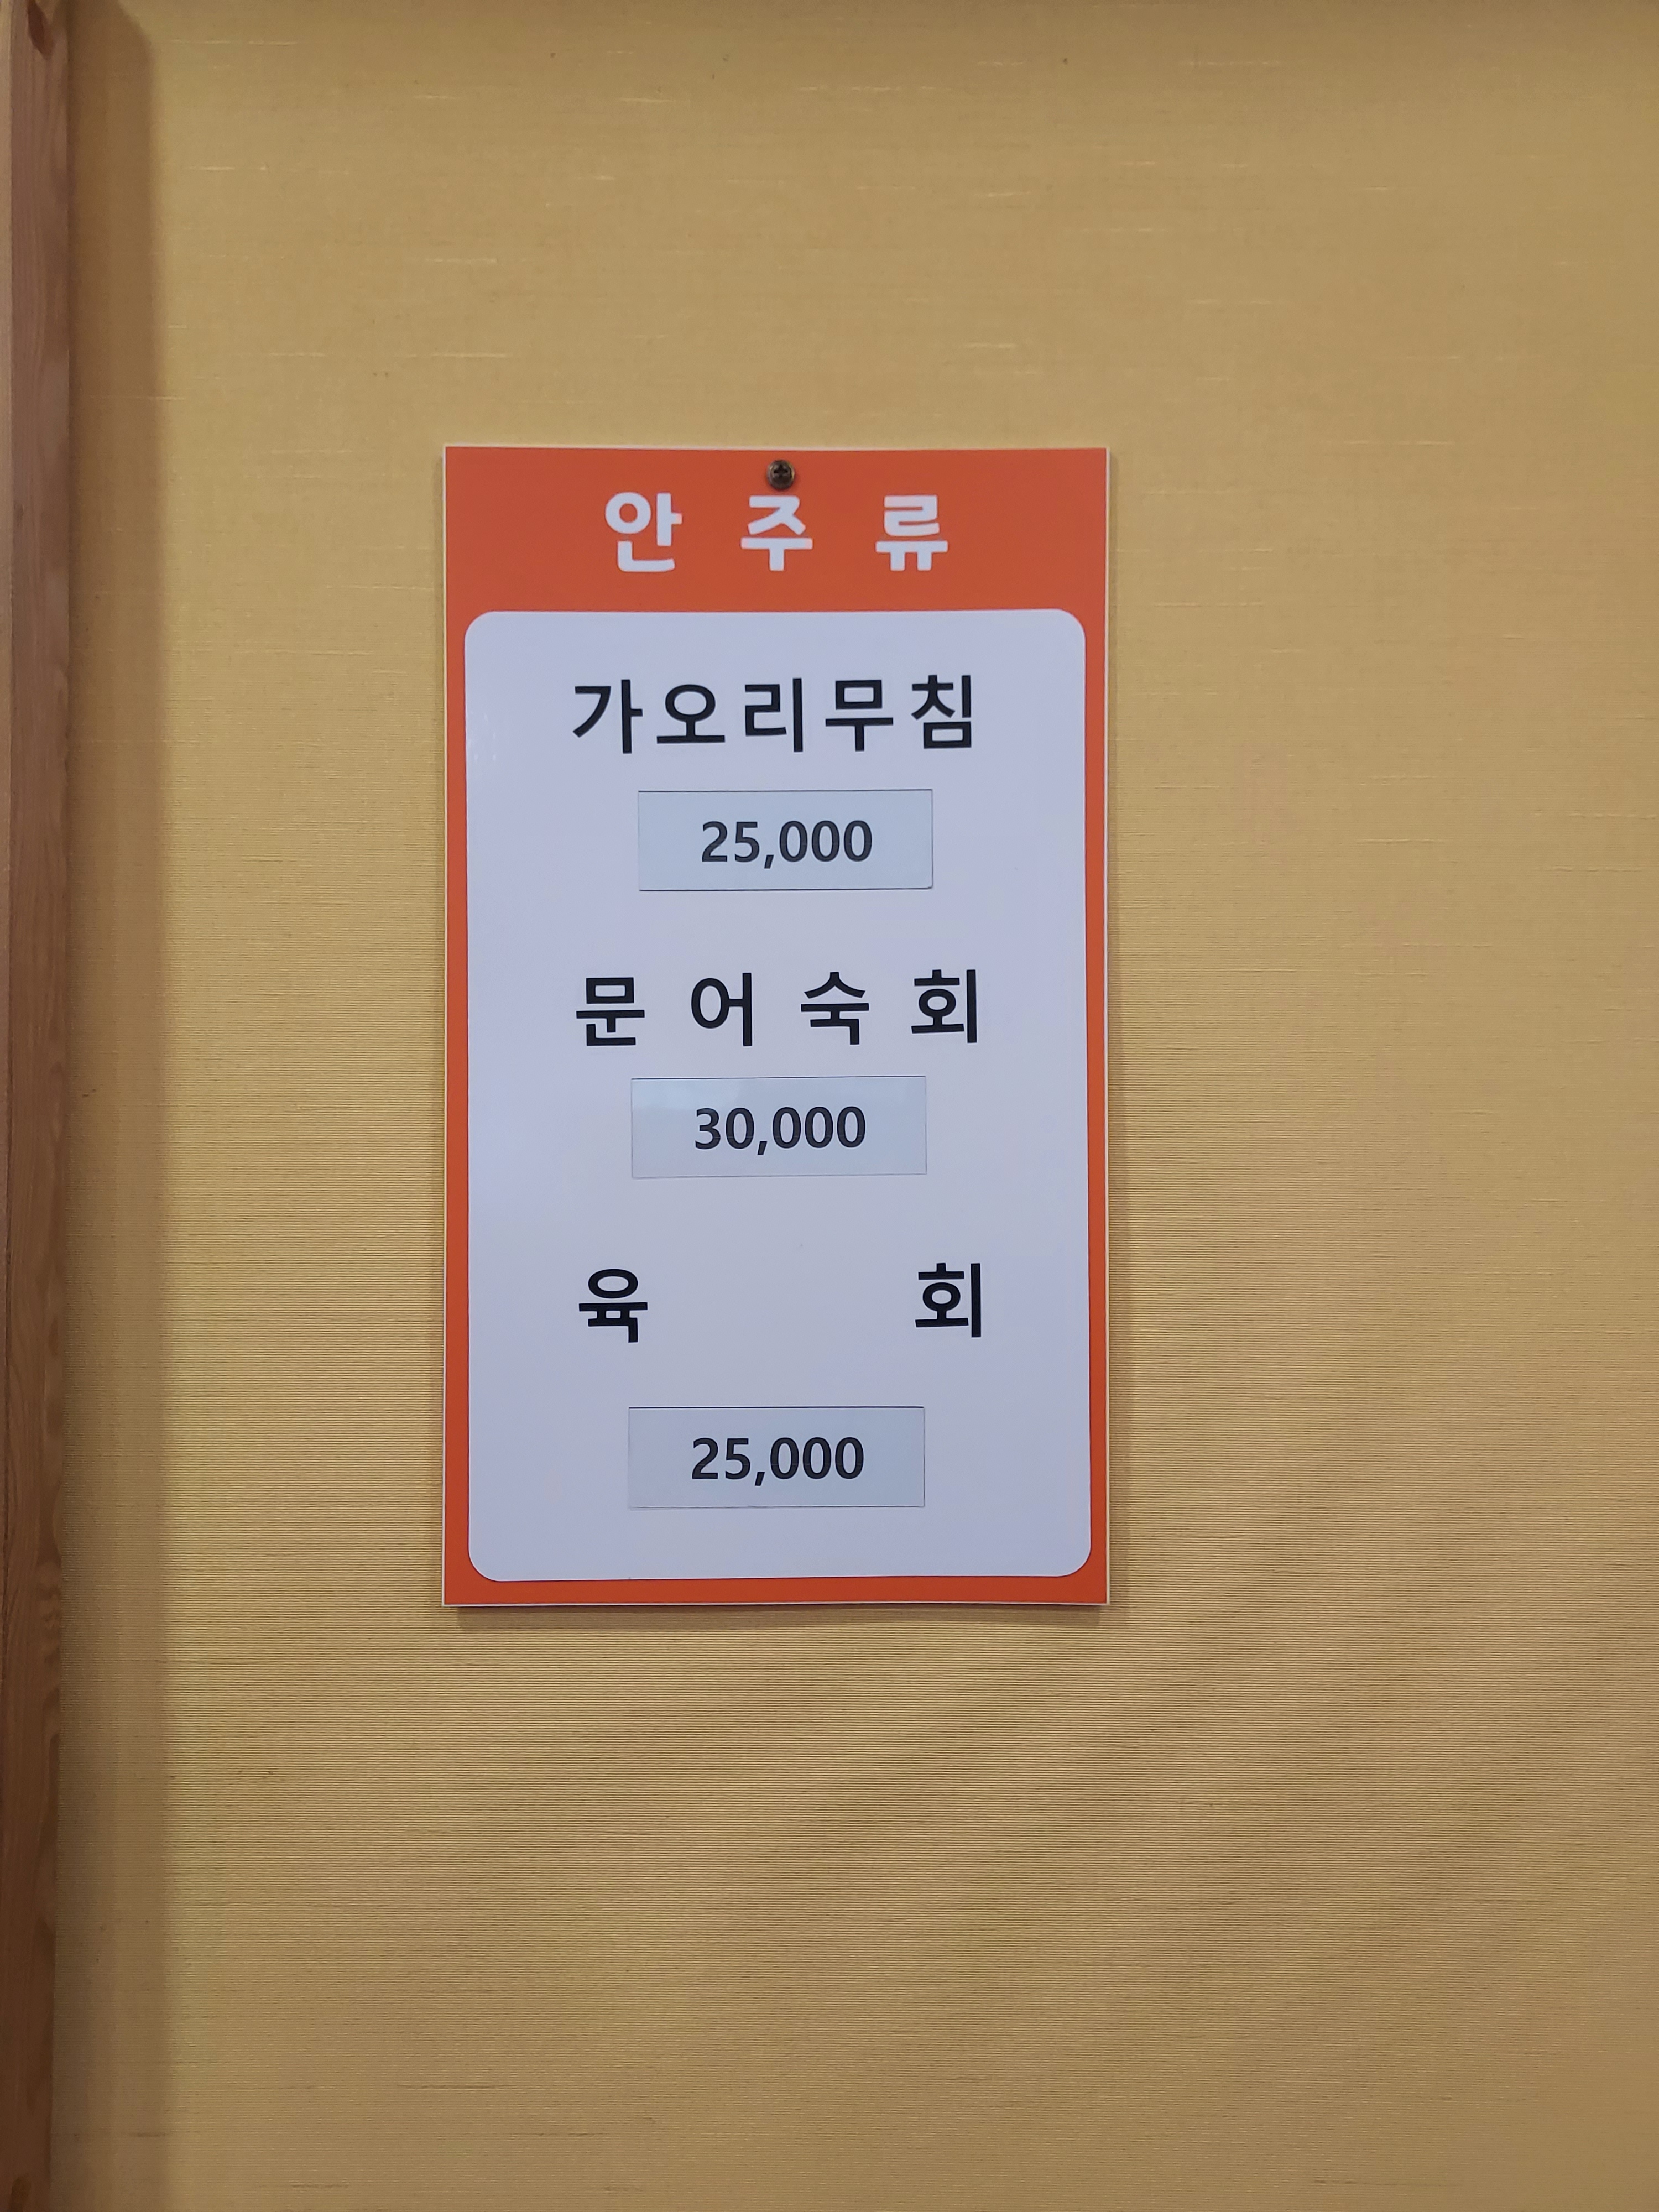 안 주 류
가오리무침
25,000
문 어 숙 회
30,000
육 회
25,000